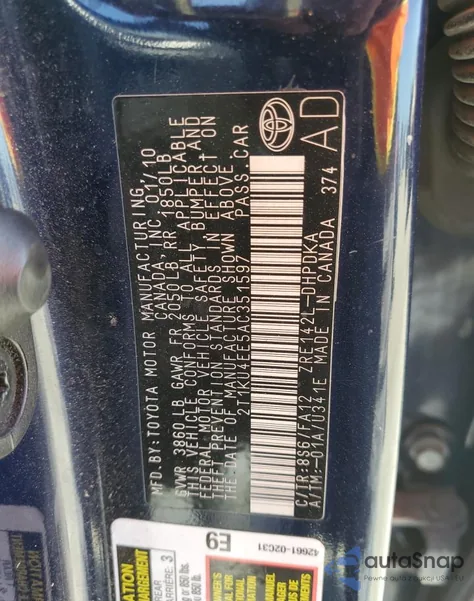 MFD.BY:TOYOTA MOTOR MANUFACTURING
CANADA,INC. 01/10
GVWR 3860LB GAWR FR 2050LB RR 1850LB
THIS VEHICLE CONFORMS TO ALL APPLICABLE
FEDERAL MOTOR VEHICLE SAFETY, BUMPER AND
THEFT PREVENTION STANDARDS IN EFFECT ON
THE DATE OF MANUFACTURE SHOWN ABOVE.
2T1KU4EE5AC351597 PASS.CAR
C/TR:8S6/FA12 ZRE142L-DHPDKA
A/TM:-01A/U341E MADE IN CANADA 374
AD
E9
42661-02C31
ARRIÈRE 3
autoSnap